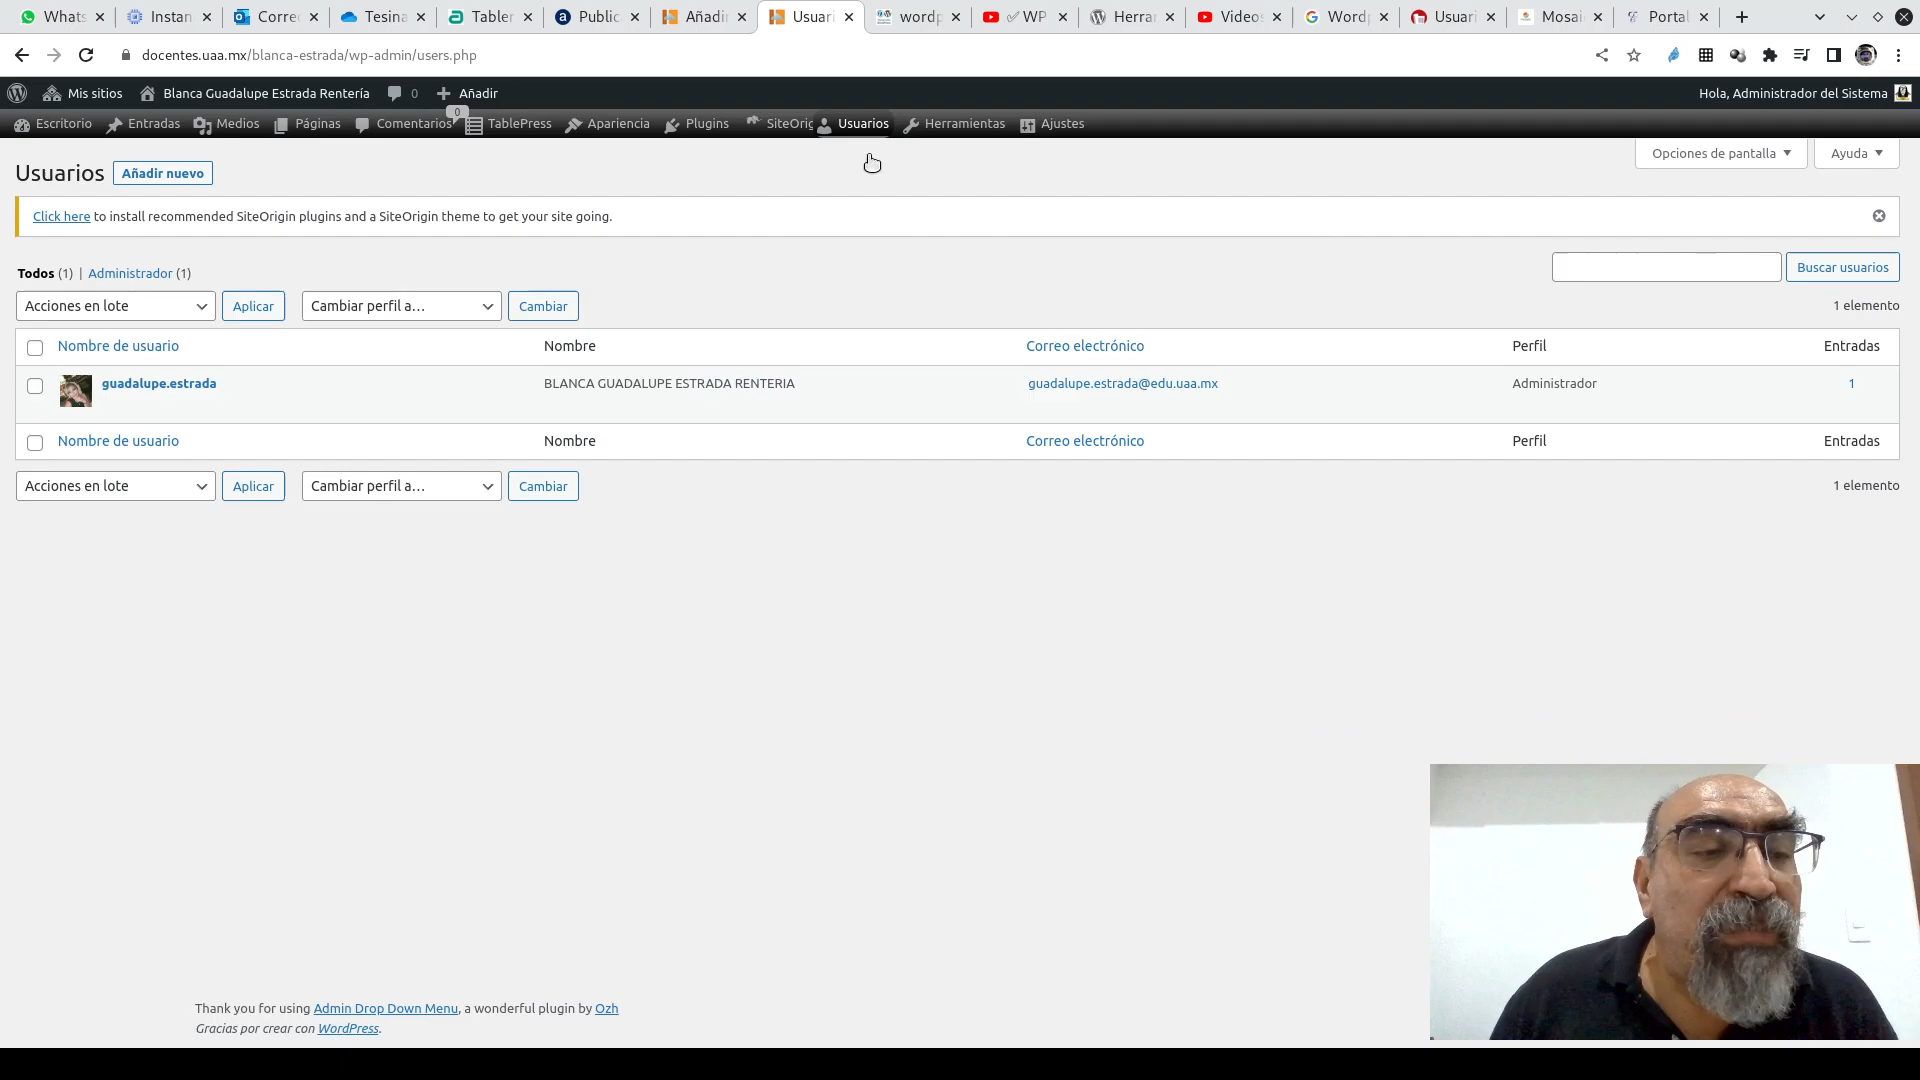 Whats Instan Correo Tesina Tabler Public Añadir Usuari wordp ✅ WP Herrar Videos Wordp Usuari Mosai Portal
docentes.uaa.mx/blanca-estrada/wp-admin/users.php
Mis sitios Blanca Guadalupe Estrada Rentería 0 Añadir Hola, Administrador del Sistema
Escritorio Entradas Medios Páginas Comentarios 0 TablePress Apariencia Plugins SiteOrig Usuarios Herramientas Ajustes
Usuarios Añadir nuevo Opciones de pantalla Ayuda
Click here to install recommended SiteOrigin plugins and a SiteOrigin theme to get your site going.
Todos (1) | Administrador (1) Buscar usuarios
Acciones en lote Aplicar Cambiar perfil a… Cambiar 1 elemento
Nombre de usuario Nombre Correo electrónico Perfil Entradas
guadalupe.estrada BLANCA GUADALUPE ESTRADA RENTERIA guadalupe.estrada@edu.uaa.mx Administrador 1
Nombre de usuario Nombre Correo electrónico Perfil Entradas
Acciones en lote Aplicar Cambiar perfil a… Cambiar 1 elemento
Thank you for using Admin Drop Down Menu, a wonderful plugin by Ozh
Gracias por crear con WordPress.